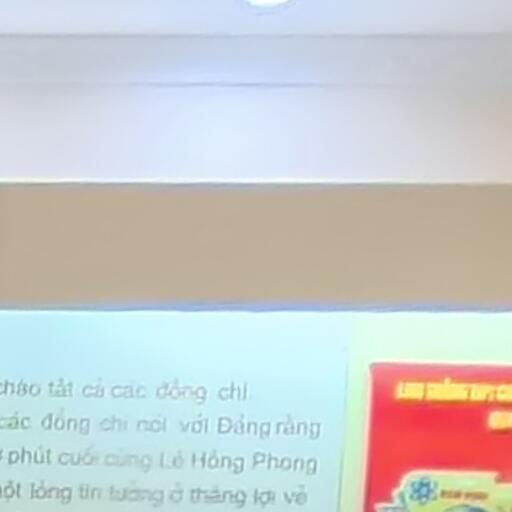 chào tất cả các đồng chí.
các đồng chí nói với Đảng rằng
phút cuối cùng Lê Hồng Phong
một lòng tin tưởng ở thắng lợi vẻ